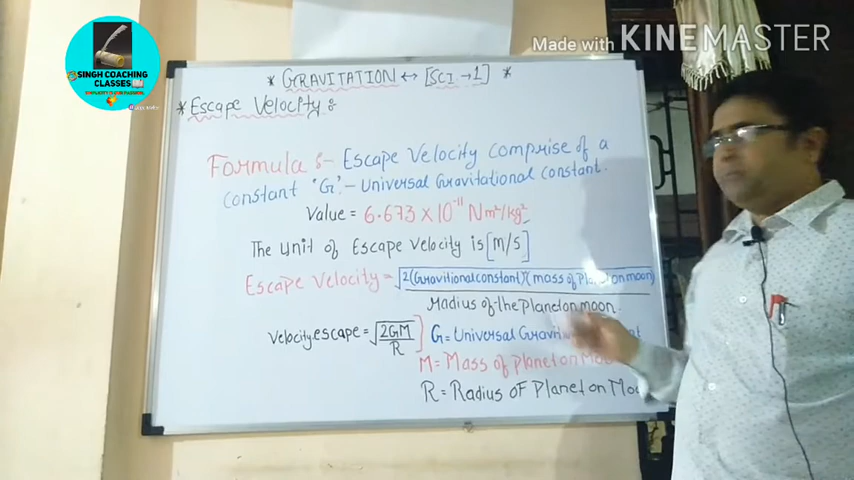 Made with KINEMASTER
SINGH COACHING
CLASSES
* GRAVITATION ↔ [SCI → 1] *
* Escape Velocity :
Formula :- Escape Velocity comprise of a
constant "G" - Universal Gravitational constant.
Value = 6.673 × 10⁻¹¹ Nm²/kg²
The unit of Escape velocity is [m/s]
Escape Velocity = √2(Gravitional constant)(mass of planet on moon)
Radius of the Planet on moon
Velocity.escape = √2GM
R
G = Universal Gravi
M = Mass of planet on Mo
R = Radius OF Planet on Mo